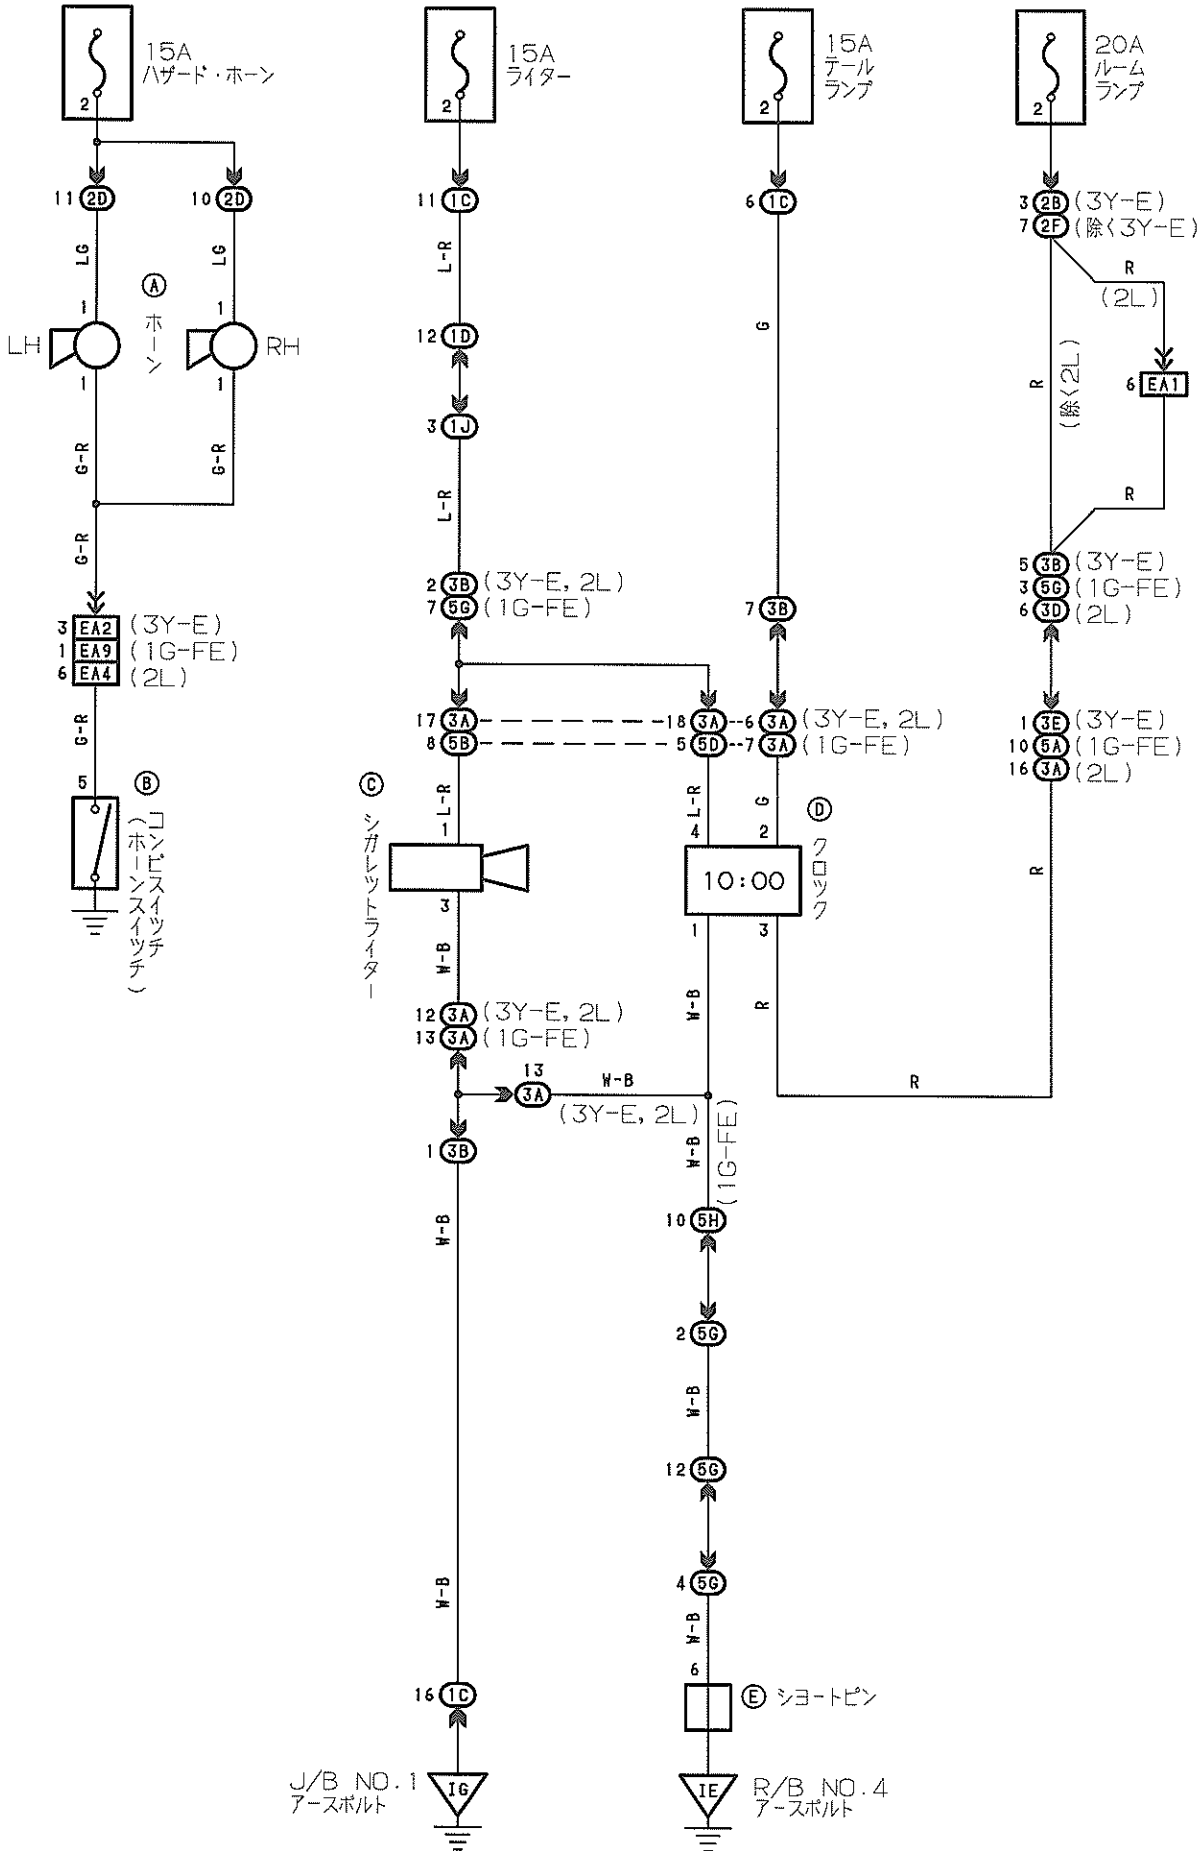 15A
ハザード・ホーン
2
11 2D
10 2D
LG
LG
A
ホーン
1
1
LH
RH
1
1
G-R
G-R
G-R
3 EA2 (3Y-E)
1 EA9 (1G-FE)
6 EA4 (2L)
G-R
5
B
コンビスイッチ
(ホーンスイッチ)
15A
ライター
2
11 1C
L-R
12 1D
3 1J
L-R
2 3B (3Y-E, 2L)
7 5G (1G-FE)
17 3A
8 5B
18 3A
5 5D
6 3A (3Y-E, 2L)
7 3A (1G-FE)
C
シガレットライター
L-R
1
3
W-B
12 3A (3Y-E, 2L)
13 3A (1G-FE)
13
3A
W-B
(3Y-E, 2L)
1 3B
W-B
W-B
16 1C
J/B NO.1
アースボルト
IG
15A
テール
ランプ
2
6 1C
G
7 3B
L-R
G
4
2
D
クロック
10:00
1
3
W-B
R
W-B
(1G-FE)
10 5H
2 5G
W-B
12 5G
4 5G
W-B
6
E ショートピン
IE
R/B NO.4
アースボルト
20A
ルーム
ランプ
2
3 2B (3Y-E)
7 2F (除く3Y-E)
R
(2L)
R
(除く2L)
6 EA1
R
5 3B (3Y-E)
3 5G (1G-FE)
6 3D (2L)
1 3E (3Y-E)
10 5A (1G-FE)
16 3A (2L)
R
R